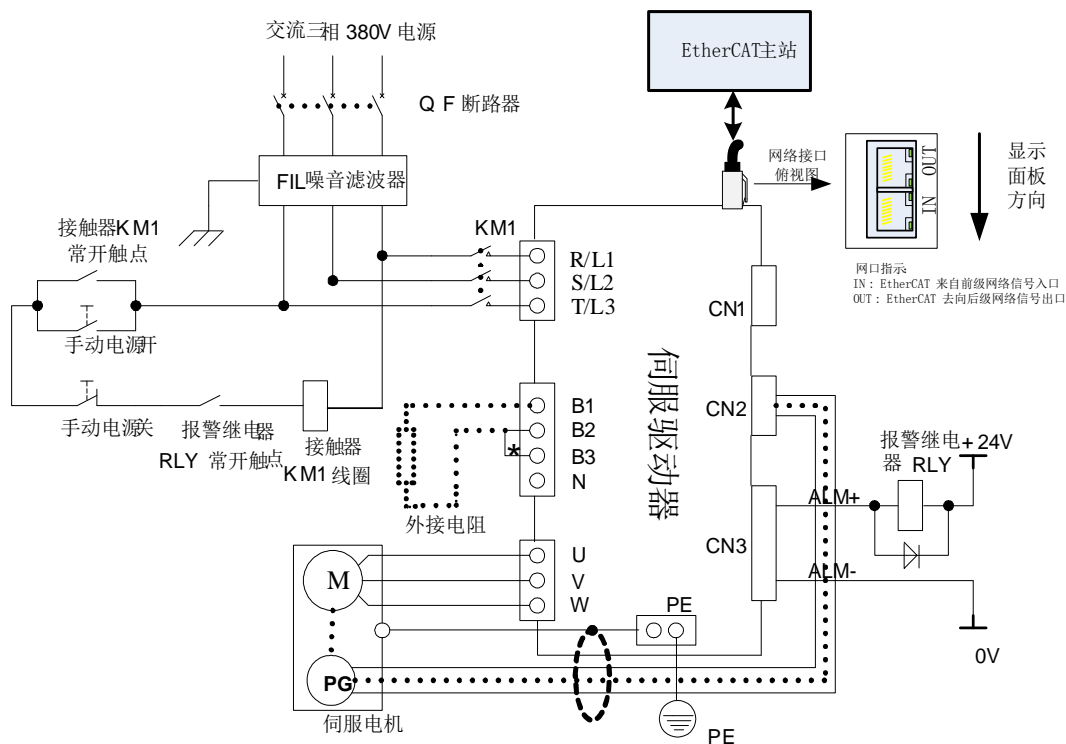 交流三相 380V 电源
EtherCAT主站
QF 断路器
网络接口
俯视图
IN OUT
显示
面板
方向
FIL噪音滤波器
接触器KM1
常开触点
KM1
R/L1
S/L2
T/L3
网口指示:
IN : EtherCAT 来自前级网络信号入口
OUT : EtherCAT 去向后级网络信号出口
CN1
手动电源开
伺服驱动器
B1
B2
B3
N
*
CN2
手动电源关
报警继电器
RLY 常开触点
接触器
KM1 线圈
外接电阻
报警继电
器 RLY
+24V
ALM+
CN3
ALM-
U
V
W
M
PE
0V
PG
伺服电机
PE